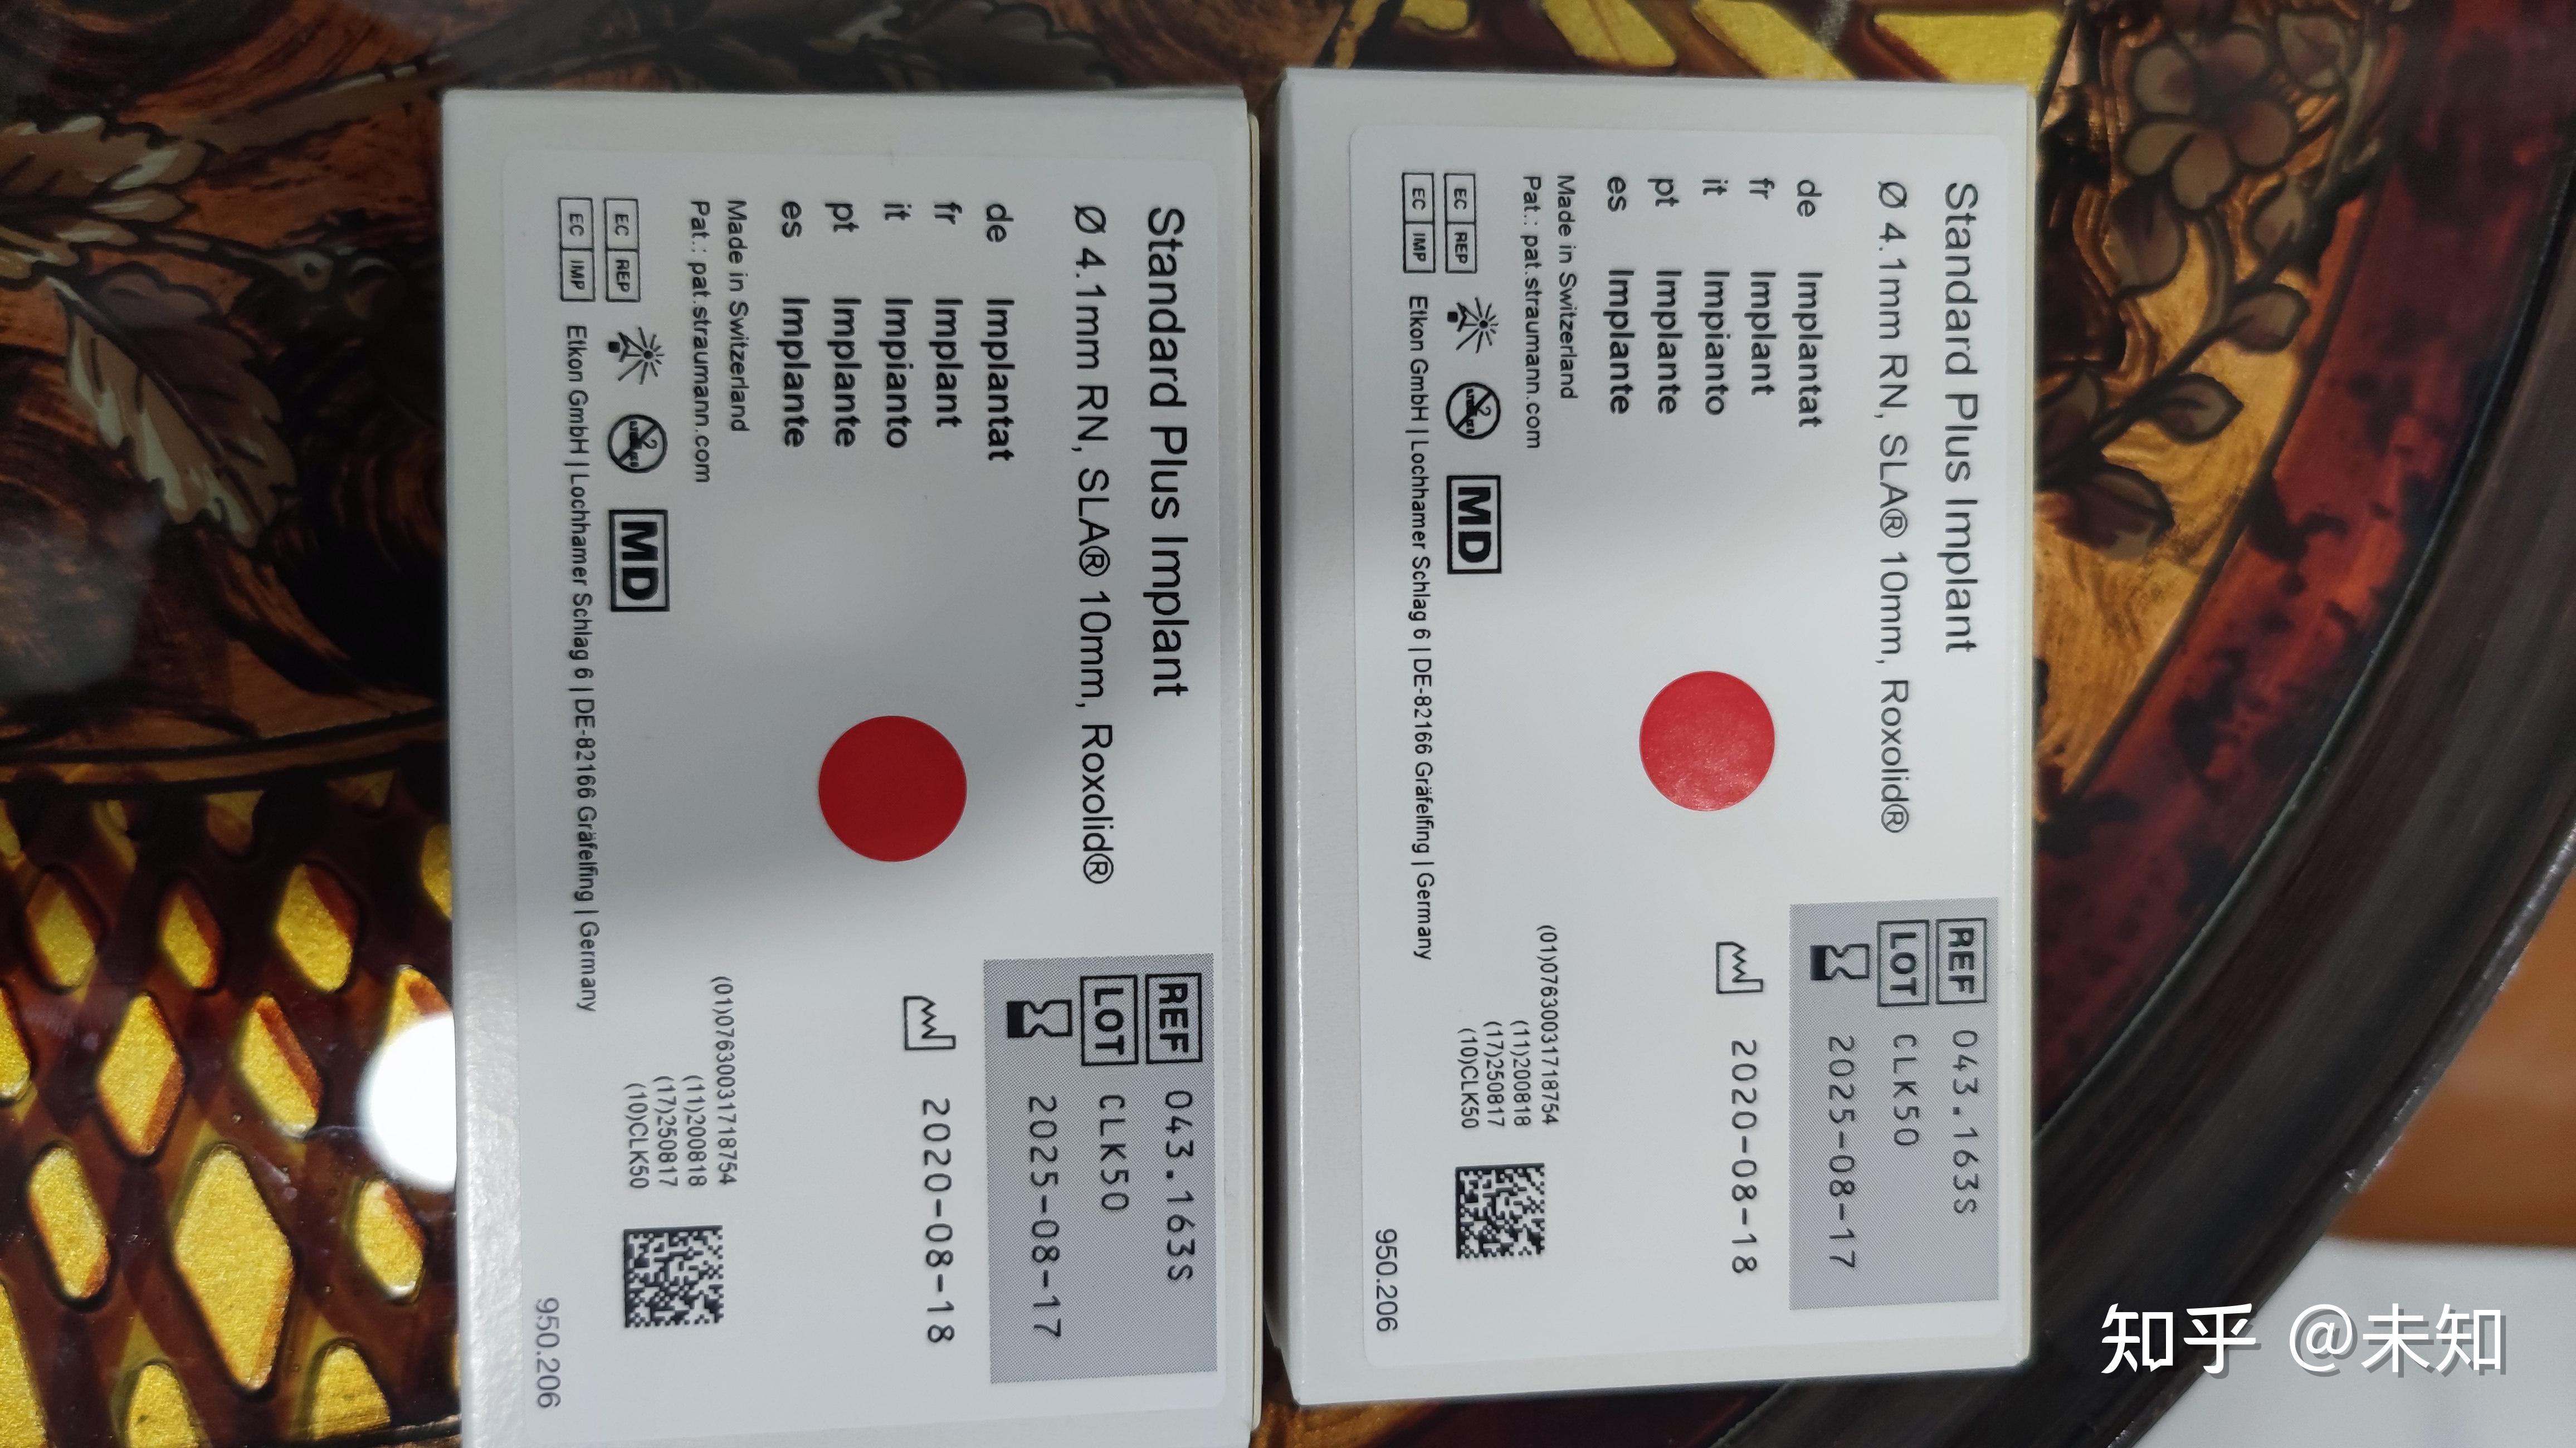 Standard Plus Implant
Ø 4.1mm RN, SLA® 10mm, Roxolid®
de Implantat
fr Implant
it Impianto
pt Implante
es Implante
Made in Switzerland
Pat.: pat.straumann.com
EC REP
EC IMP
2
MD
Etkon GmbH | Lochhamer Schlag 6 | DE-82166 Gräfelfing | Germany
REF 043.163S
LOT CLK50
2025-08-17
2020-08-18
(01)07630031718754
(11)200818
(17)250817
(10)CLK50
950.206
Standard Plus Implant
Ø 4.1mm RN, SLA® 10mm, Roxolid®
de Implantat
fr Implant
it Impianto
pt Implante
es Implante
Made in Switzerland
Pat.: pat.straumann.com
EC REP
EC IMP
2
MD
Etkon GmbH | Lochhamer Schlag 6 | DE-82166 Gräfelfing | Germany
REF 043.163S
LOT CLK50
2025-08-17
2020-08-18
(01)07630031718754
(11)200818
(17)250817
(10)CLK50
950.206
知乎 @未知